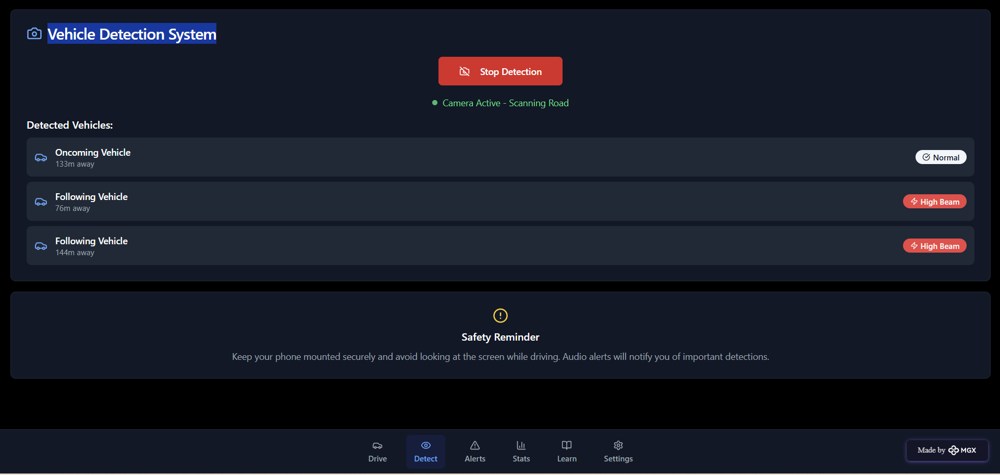 Vehicle Detection System
Stop Detection
Camera Active - Scanning Road
Detected Vehicles:
Oncoming Vehicle
133m away
Normal
Following Vehicle
76m away
High Beam
Following Vehicle
144m away
High Beam
Safety Reminder
Keep your phone mounted securely and avoid looking at the screen while driving. Audio alerts will notify you of important detections.
Drive
Detect
Alerts
Stats
Learn
Settings
Made by MGX